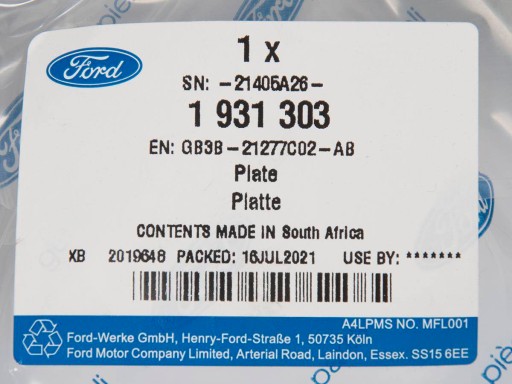 Ford
1 x
SN: -21405A26-
1 931 303
EN: GB3B-21277C02-AB
Plate
Platte
CONTENTS MADE IN South Africa
XB 2019648 PACKED: 16JUL2021 USE BY: *******
A4LPMS NO. MFL001
Ford-Werke GmbH, Henry-Ford-Straße 1, 50735 Köln
Ford Motor Company Limited, Arterial Road, Laindon, Essex. SS15 6EE